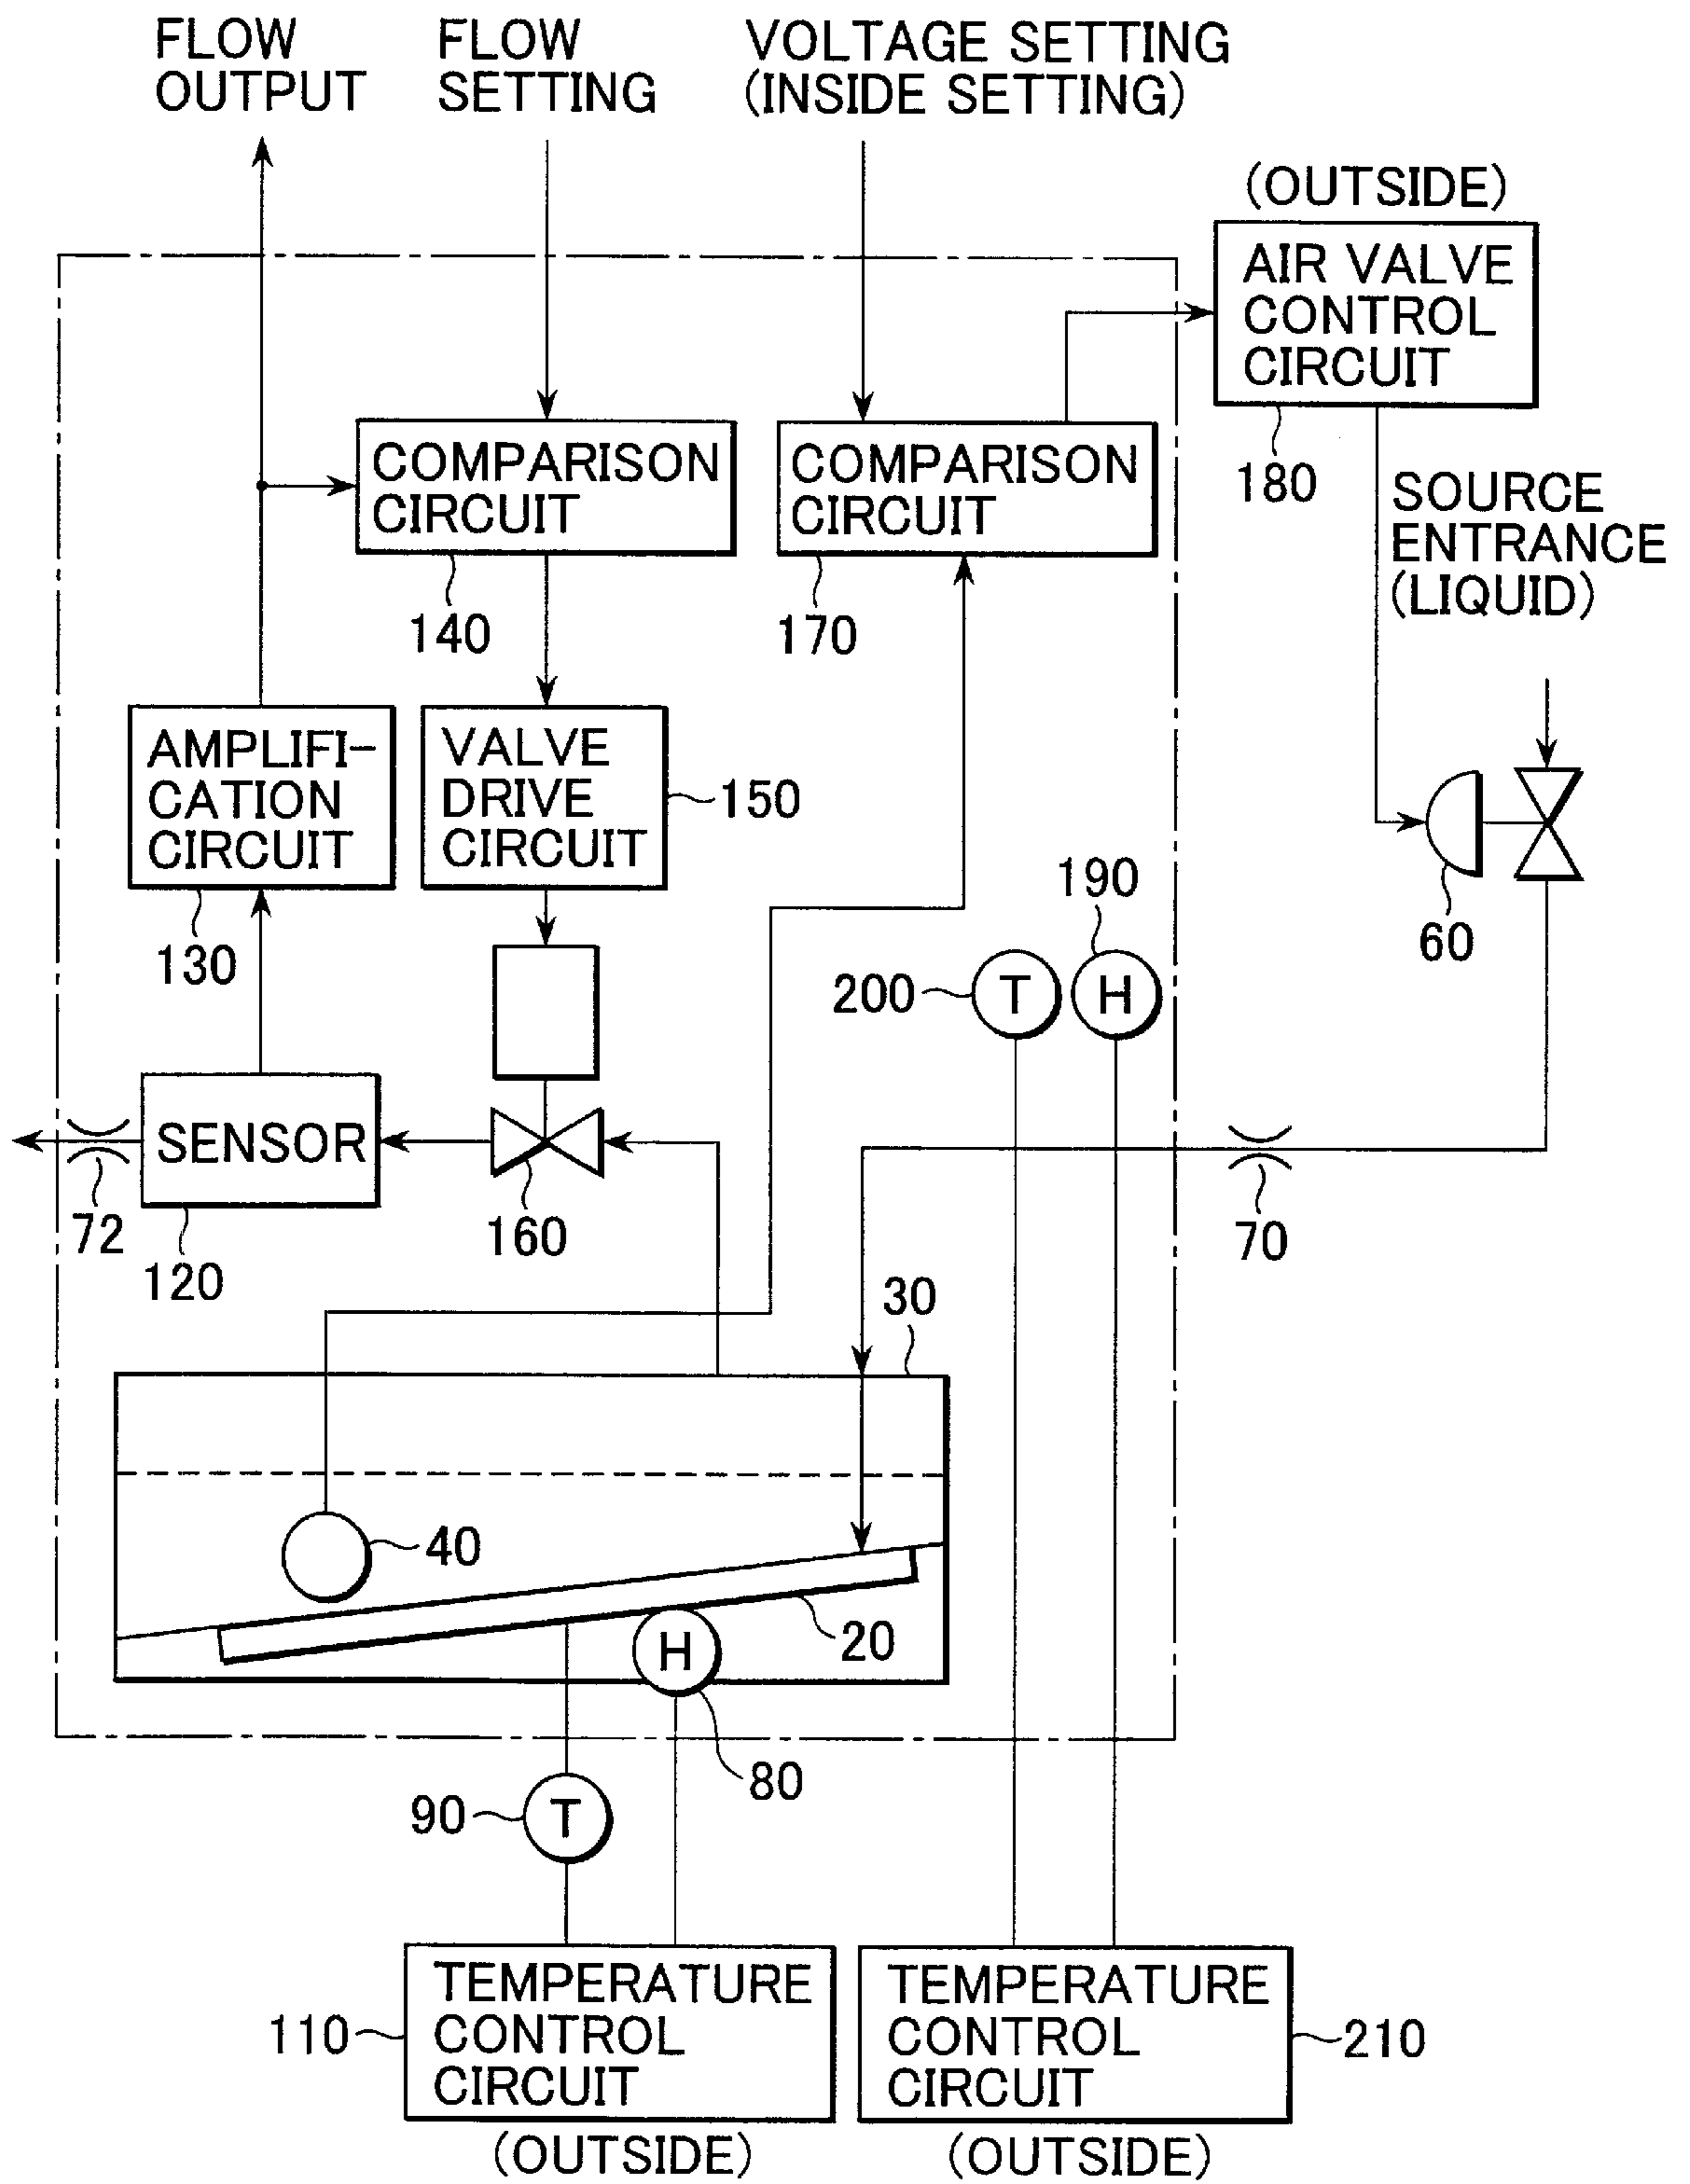 FLOW
OUTPUT
FLOW
SETTING
VOLTAGE SETTING
(INSIDE SETTING)
(OUTSIDE)
AIR VALVE
CONTROL
CIRCUIT
180
COMPARISON
CIRCUIT
140
COMPARISON
CIRCUIT
170
SOURCE
ENTRANCE
(LIQUID)
AMPLIFI-
CATION
CIRCUIT
130
VALVE
DRIVE
CIRCUIT
150
60
190
200
T
H
SENSOR
72
120
160
70
30
40
20
H
80
90
T
110
TEMPERATURE
CONTROL
CIRCUIT
(OUTSIDE)
TEMPERATURE
CONTROL
CIRCUIT
210
(OUTSIDE)